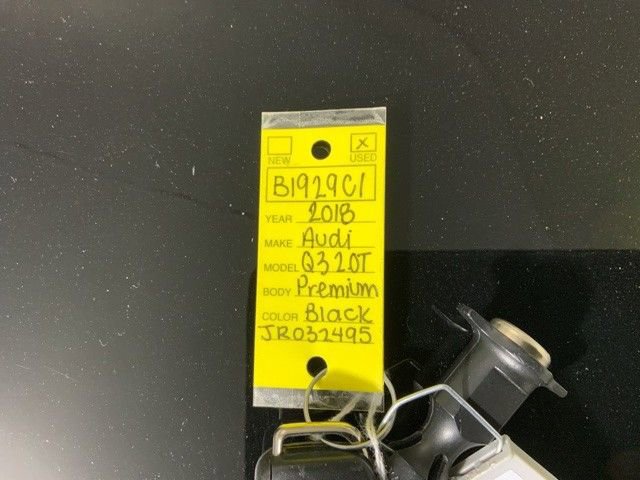 X
NEW USED
B1929C1
YEAR 2018
MAKE Audi
MODEL Q3 2.0T
BODY Premium
COLOR Black
JR032495